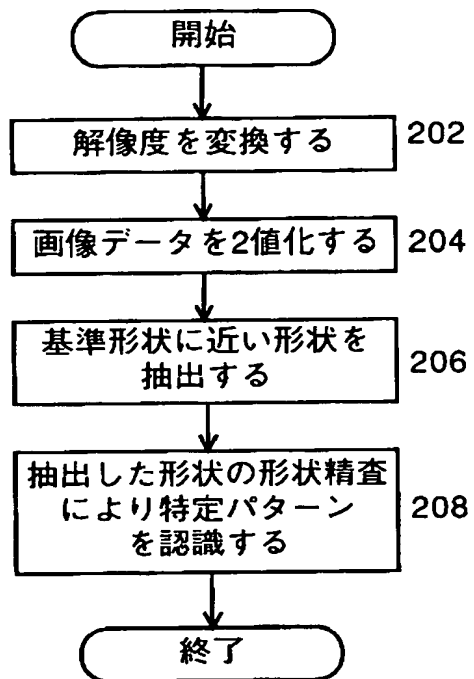 開始
解像度を変換する
202
画像データを2値化する
204
基準形状に近い形状を
抽出する
206
抽出した形状の形状精査
により特定パターン
を認識する
208
終了